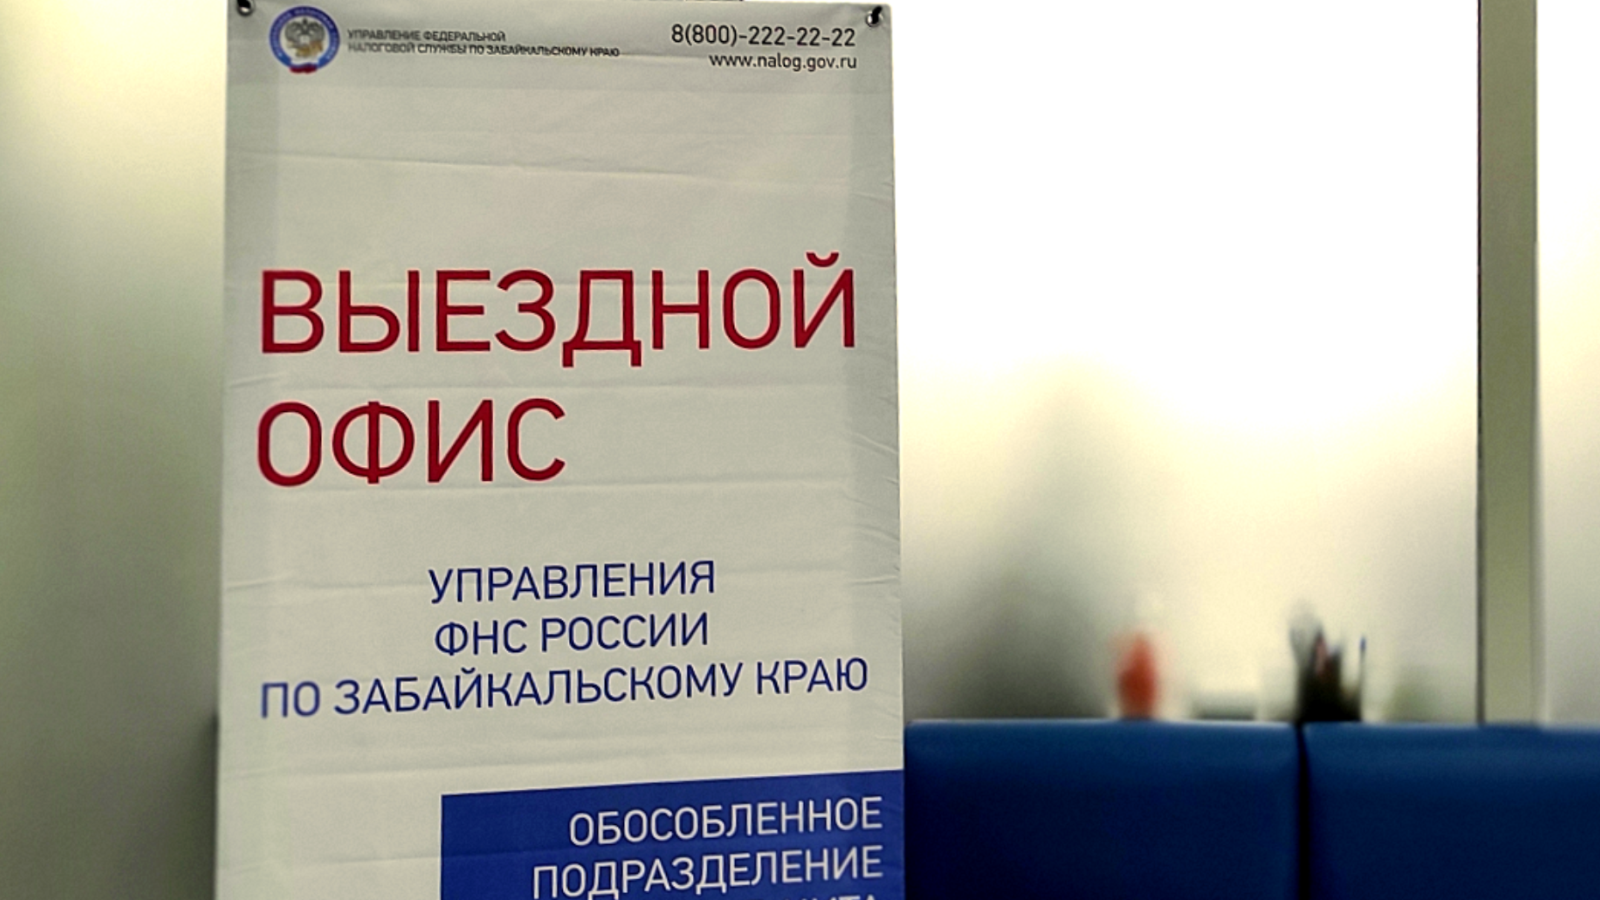 УПРАВЛЕНИЕ ФЕДЕРАЛЬНОЙ
НАЛОГОВОЙ СЛУЖБЫ ПО ЗАБАЙКАЛЬСКОМУ КРАЮ
8(800)-222-22-22
www.nalog.gov.ru
ВЫЕЗДНОЙ
ОФИС
УПРАВЛЕНИЯ
ФНС РОССИИ
ПО ЗАБАЙКАЛЬСКОМУ КРАЮ
ОБОСОБЛЕННОЕ
ПОДРАЗДЕЛЕНИЕ